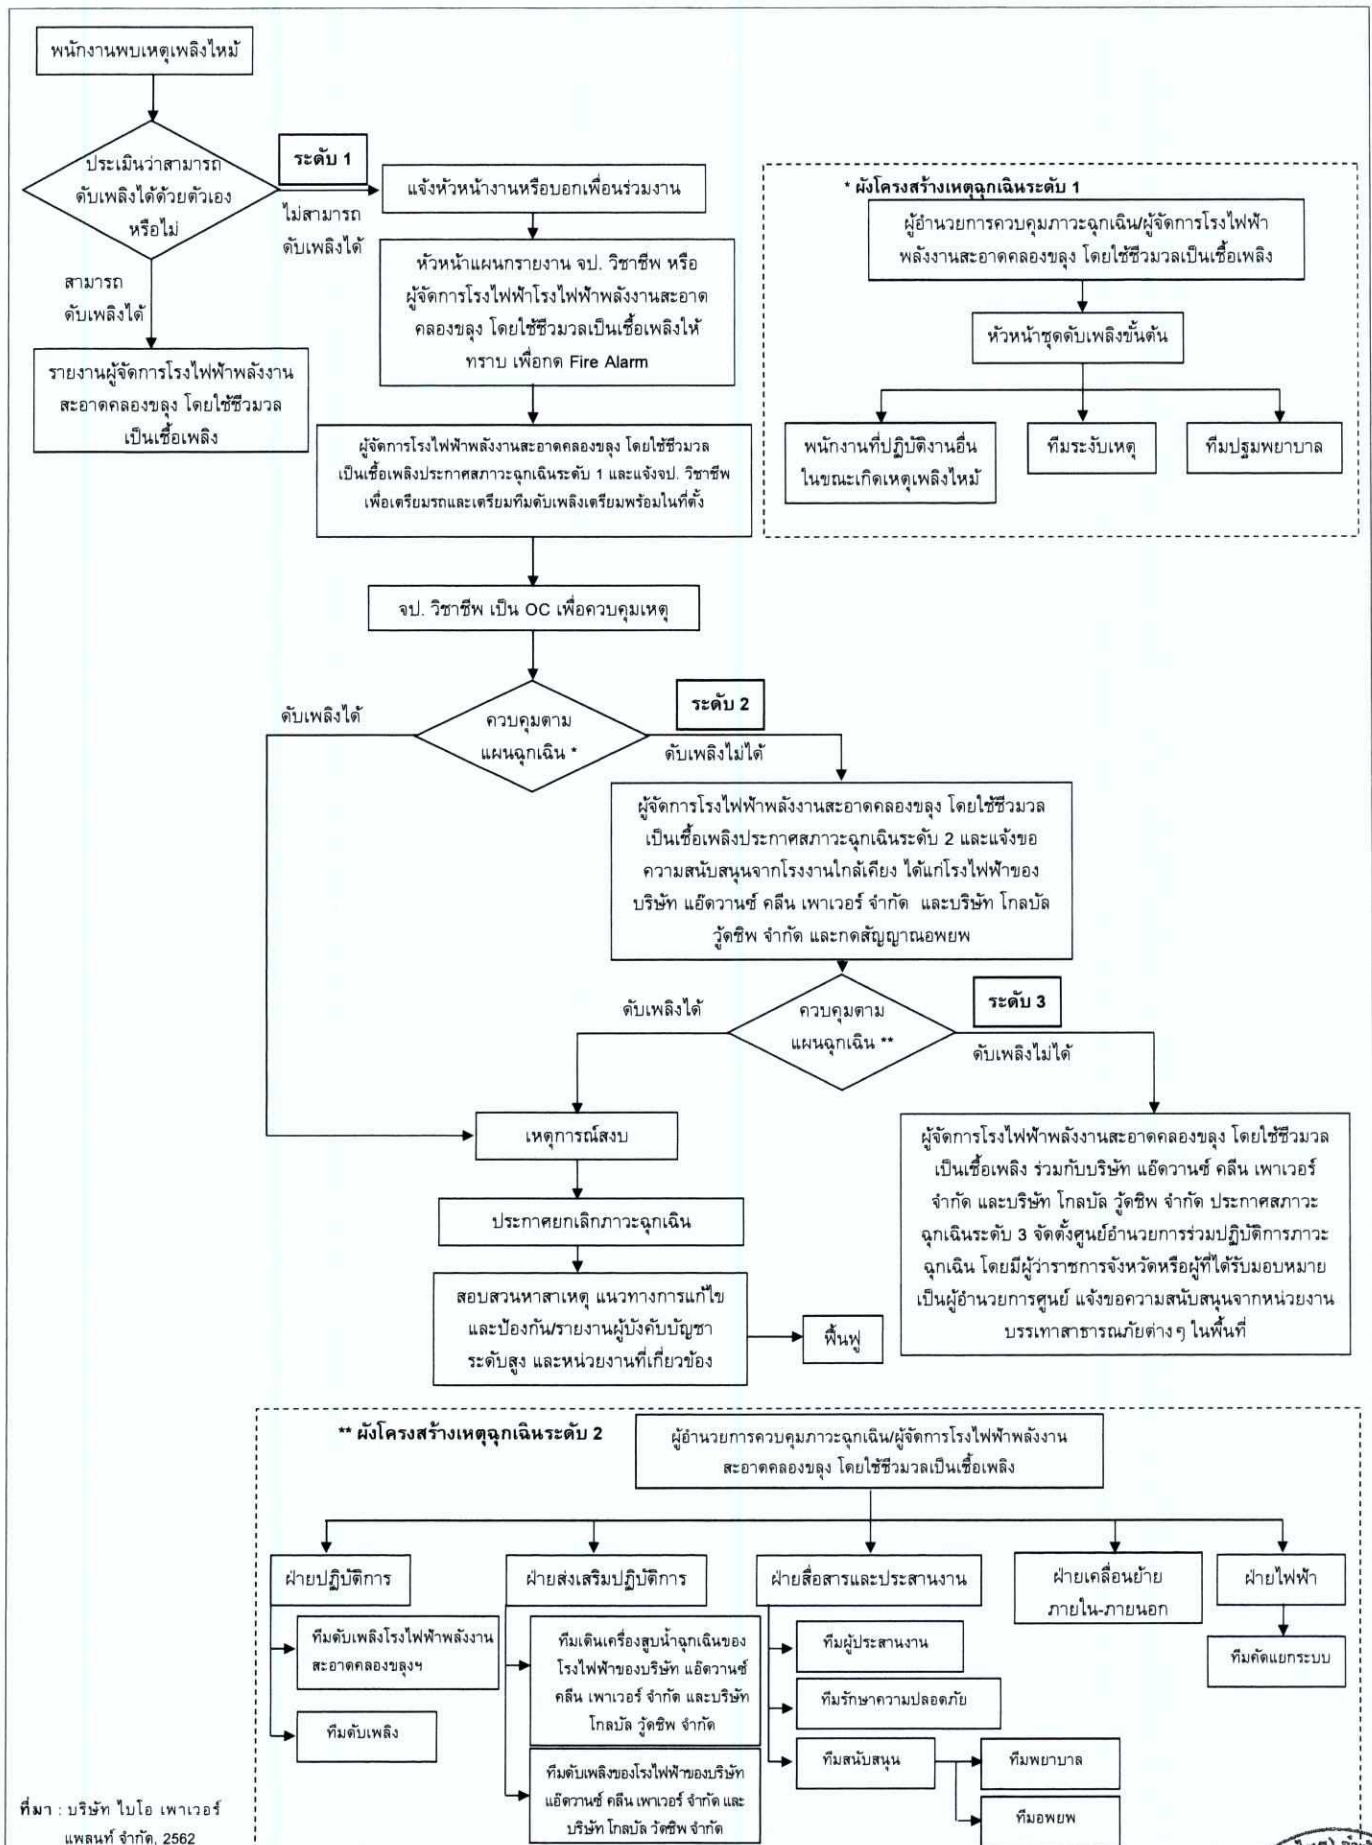 พนักงานพบเหตุเพลิงไหม้
ประเมินว่าสามารถ
ดับเพลิงได้ด้วยตัวเอง
หรือไม่
ระดับ 1
ไม่สามารถ
ดับเพลิงได้
สามารถ
ดับเพลิงได้
รายงานผู้จัดการโรงไฟฟ้าพลังงาน
สะอาดคลองขลุง โดยใช้ชีวมวล
เป็นเชื้อเพลิง
แจ้งหัวหน้างานหรือบอกเพื่อนร่วมงาน
หัวหน้าแผนกรายงาน จป. วิชาชีพ หรือ
ผู้จัดการโรงไฟฟ้าโรงไฟฟ้าพลังงานสะอาด
คลองขลุง โดยใช้ชีวมวลเป็นเชื้อเพลิงให้
ทราบ เพื่อกด Fire Alarm
ผู้จัดการโรงไฟฟ้าพลังงานสะอาดคลองขลุง โดยใช้ชีวมวล
เป็นเชื้อเพลิงประกาศสภาวะฉุกเฉินระดับ 1 และแจ้งจป. วิชาชีพ
เพื่อเตรียมรถและเตรียมทีมดับเพลิงเตรียมพร้อมในที่ตั้ง
* ผังโครงสร้างเหตุฉุกเฉินระดับ 1
ผู้อำนวยการควบคุมภาวะฉุกเฉิน/ผู้จัดการโรงไฟฟ้า
พลังงานสะอาดคลองขลุง โดยใช้ชีวมวลเป็นเชื้อเพลิง
หัวหน้าชุดดับเพลิงขั้นต้น
พนักงานที่ปฏิบัติงานอื่น
ในขณะเกิดเหตุเพลิงไหม้
ทีมระงับเหตุ
ทีมปฐมพยาบาล
จป. วิชาชีพ เป็น OC เพื่อควบคุมเหตุ
ดับเพลิงได้
ควบคุมตาม
แผนฉุกเฉิน *
ระดับ 2
ดับเพลิงไม่ได้
ผู้จัดการโรงไฟฟ้าพลังงานสะอาดคลองขลุง โดยใช้ชีวมวล
เป็นเชื้อเพลิงประกาศสภาวะฉุกเฉินระดับ 2 และแจ้งขอ
ความสนับสนุนจากโรงงานใกล้เคียง ได้แก่โรงไฟฟ้าของ
บริษัท แอ๊ดวานซ์ คลีน เพาเวอร์ จำกัด และบริษัท โกลบัล
วู้ดชิพ จำกัด และกดสัญญาณอพยพ
ดับเพลิงได้
ควบคุมตาม
แผนฉุกเฉิน **
ระดับ 3
ดับเพลิงไม่ได้
เหตุการณ์สงบ
ประกาศยกเลิกภาวะฉุกเฉิน
สอบสวนหาสาเหตุ แนวทางการแก้ไข
และป้องกัน/รายงานผู้บังคับบัญชา
ระดับสูง และหน่วยงานที่เกี่ยวข้อง
ฟื้นฟู
ผู้จัดการโรงไฟฟ้าพลังงานสะอาดคลองขลุง โดยใช้ชีวมวล
เป็นเชื้อเพลิง ร่วมกับบริษัท แอ๊ดวานซ์ คลีน เพาเวอร์
จำกัด และบริษัท โกลบัล วู้ดชิพ จำกัด ประกาศสภาวะ
ฉุกเฉินระดับ 3 จัดตั้งศูนย์อำนวยการร่วมปฏิบัติการภาวะ
ฉุกเฉิน โดยมีผู้ว่าราชการจังหวัดหรือผู้ที่ได้รับมอบหมาย
เป็นผู้อำนวยการศูนย์ แจ้งขอความสนับสนุนจากหน่วยงาน
บรรเทาสาธารณภัยต่างๆ ในพื้นที่
** ผังโครงสร้างเหตุฉุกเฉินระดับ 2
ผู้อำนวยการควบคุมภาวะฉุกเฉิน/ผู้จัดการโรงไฟฟ้าพลังงาน
สะอาดคลองขลุง โดยใช้ชีวมวลเป็นเชื้อเพลิง
ฝ่ายปฏิบัติการ
ทีมดับเพลิงโรงไฟฟ้าพลังงาน
สะอาดคลองขลุงฯ
ทีมดับเพลิง
ฝ่ายส่งเสริมปฏิบัติการ
ทีมเดินเครื่องสูบน้ำฉุกเฉินของ
โรงไฟฟ้าของบริษัท แอ๊ดวานซ์
คลีน เพาเวอร์ จำกัด และบริษัท
โกลบัล วู้ดชิพ จำกัด
ทีมดับเพลิงของโรงไฟฟ้าของบริษัท
แอ๊ดวานซ์ คลีน เพาเวอร์ จำกัด และ
บริษัท โกลบัล วู้ดชิพ จำกัด
ฝ่ายสื่อสารและประสานงาน
ทีมผู้ประสานงาน
ทีมรักษาความปลอดภัย
ทีมสนับสนุน
ทีมพยาบาล
ทีมอพยพ
ฝ่ายเคลื่อนย้าย
ภายใน-ภายนอก
ฝ่ายไฟฟ้า
ทีมคัดแยกระบบ
ที่มา : บริษัท ไบโอ เพาเวอร์
แพลนท์ จำกัด, 2562